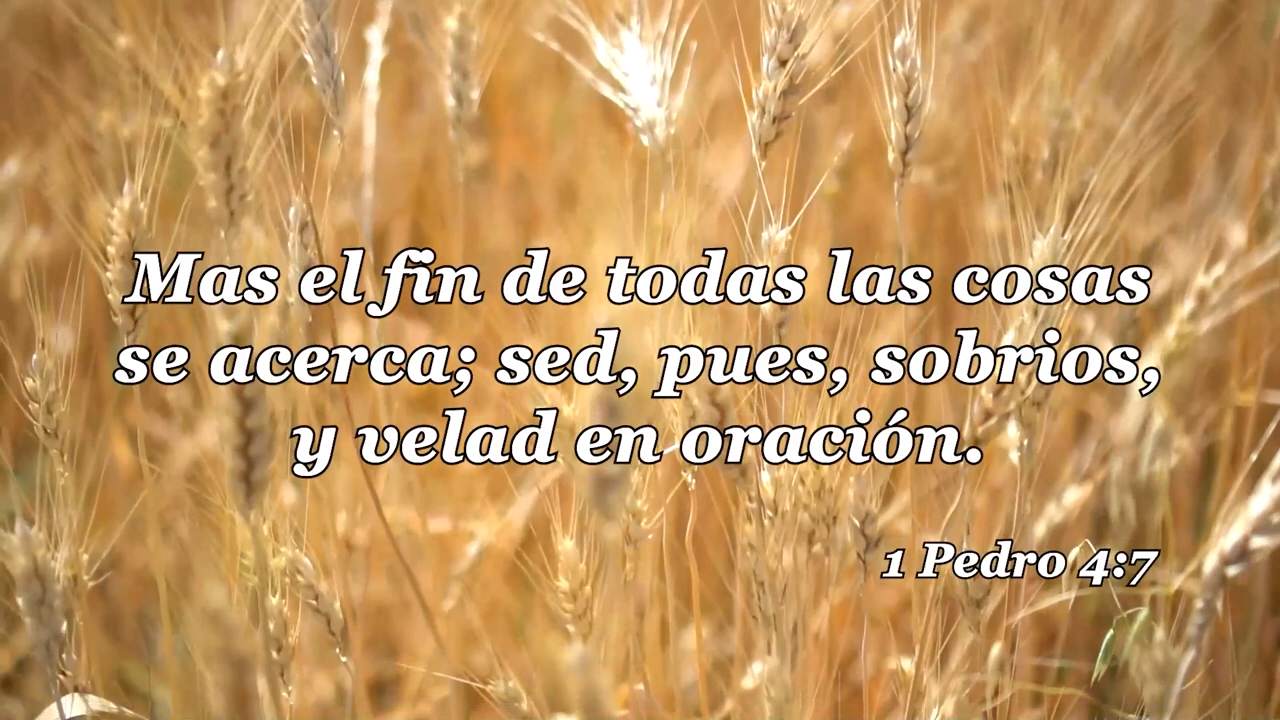 Mas el fin de todas las cosas
se acerca; sed, pues, sobrios,
y velad en oración.
1 Pedro 4:7